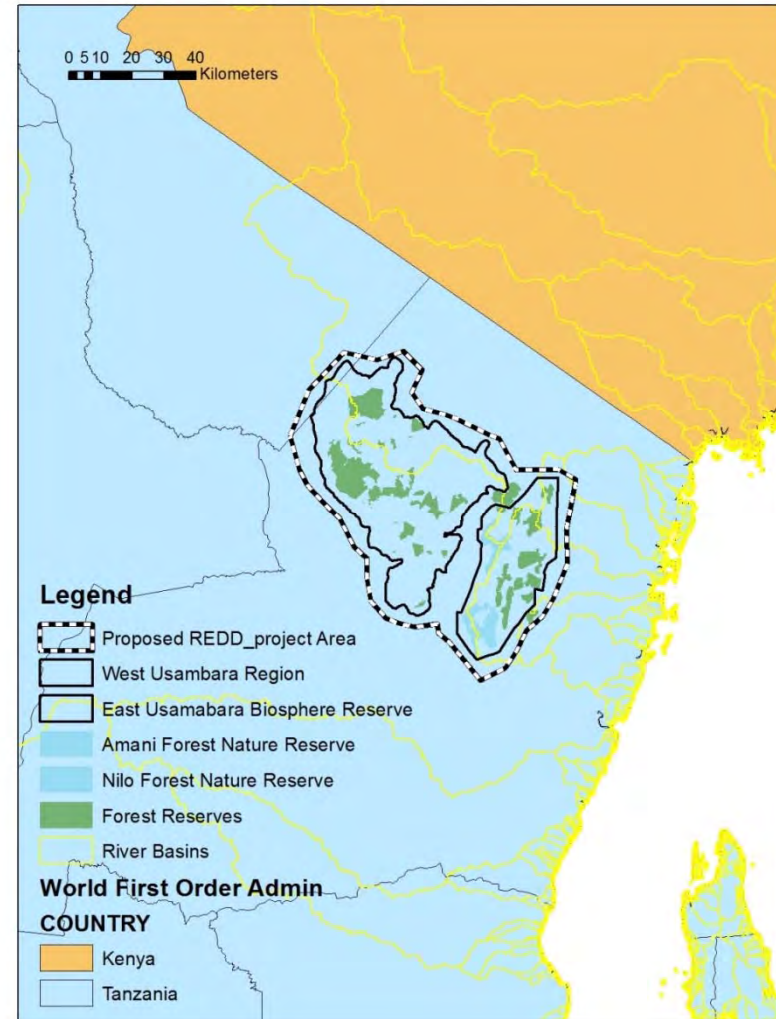 0 5 10 20 30 40
Kilometers
Legend
Proposed REDD_project Area
West Usambara Region
East Usamabara Biosphere Reserve
Amani Forest Nature Reserve
Nilo Forest Nature Reserve
Forest Reserves
River Basins
World First Order Admin
COUNTRY
Kenya
Tanzania